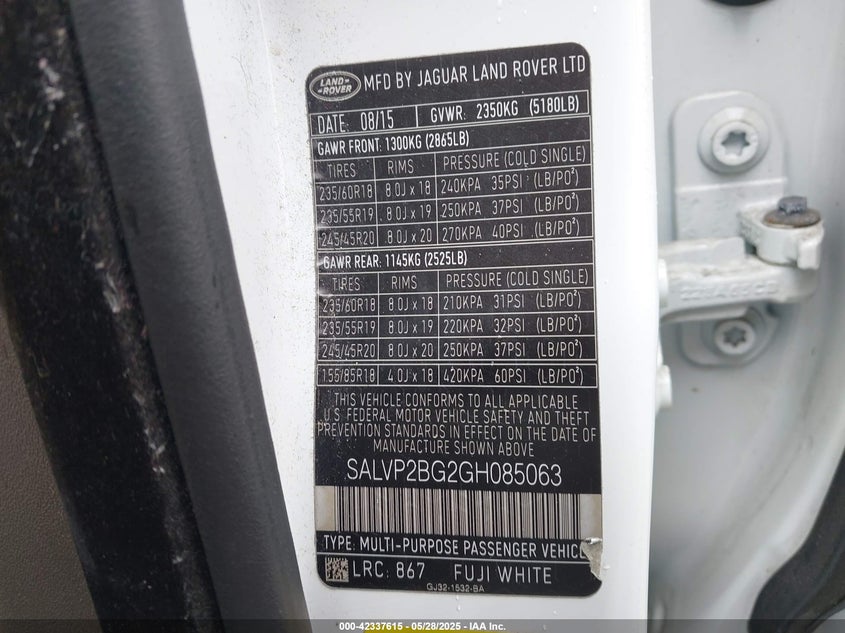 LAND-ROVER
MFD BY JAGUAR LAND ROVER LTD
DATE: 08/15 GVWR: 2350KG (5180LB)
GAWR FRONT: 1300KG (2865LB)
TIRES RIMS PRESSURE (COLD SINGLE)
235/60R18 8.0J x 18 240KPA 35PSI (LB/PO²)
235/55R19 8.0J x 19 250KPA 37PSI (LB/PO²)
245/45R20 8.0J x 20 270KPA 40PSI (LB/PO²)
GAWR REAR: 1145KG (2525LB)
TIRES RIMS PRESSURE (COLD SINGLE)
235/60R18 8.0J x 18 210KPA 31PSI (LB/PO²)
235/55R19 8.0J x 19 220KPA 32PSI (LB/PO²)
245/45R20 8.0J x 20 250KPA 37PSI (LB/PO²)
155/85R18 4.0J x 18 420KPA 60PSI (LB/PO²)
THIS VEHICLE CONFORMS TO ALL APPLICABLE
U.S. FEDERAL MOTOR VEHICLE SAFETY AND THEFT
PREVENTION STANDARDS IN EFFECT ON THE DATE OF
MANUFACTURE SHOWN ABOVE
SALVP2BG2GH085063
TYPE: MULTI-PURPOSE PASSENGER VEHICL
LRC: 867 FUJI WHITE
GJ32-1532-BA
000-42337615 - 05/28/2025 - IAA Inc.